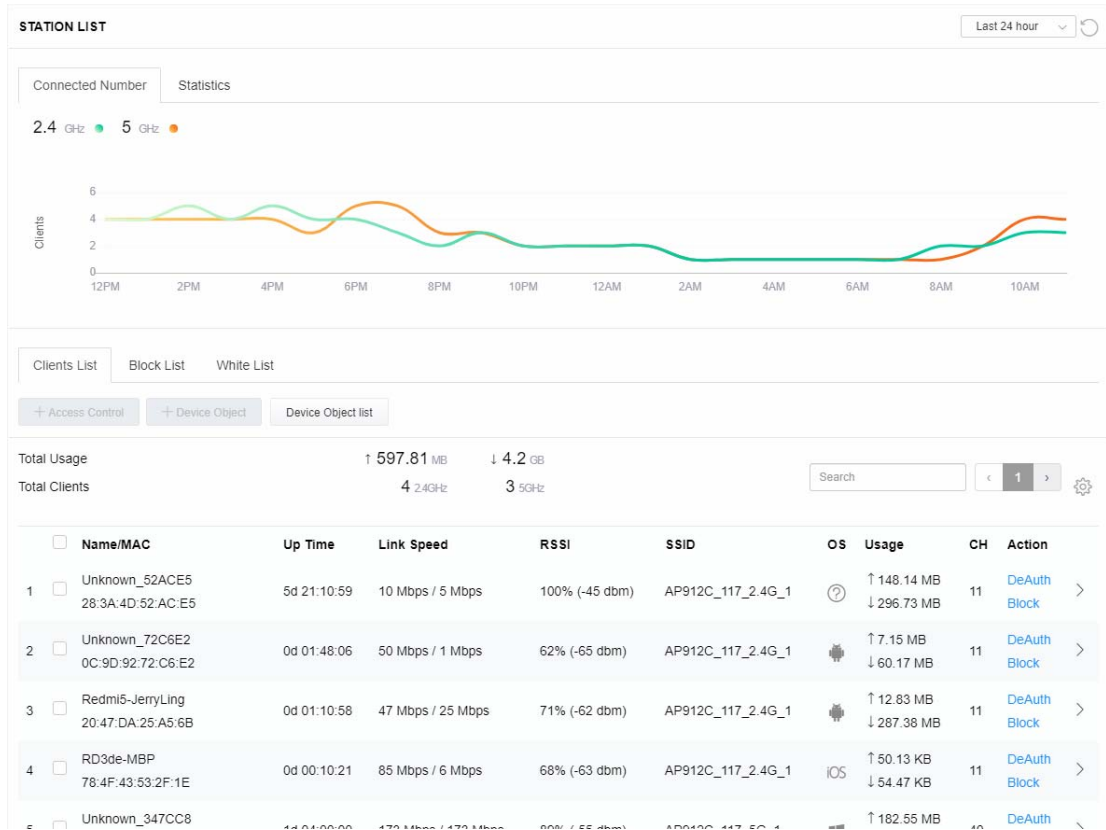 STATION LIST
Last 24 hour
Connected Number Statistics
2.4 GHz 5 GHz
Clients
6
4
2
0
12PM 2PM 4PM 6PM 8PM 10PM 12AM 2AM 4AM 6AM 8AM 10AM
Clients List Block List White List
+ Access Control + Device Object Device Object list
Total Usage ↑ 597.81 MB ↓ 4.2 GB
Total Clients 4 2.4GHz 3 5GHz
Search ‹ 1 ›
Name/MAC Up Time Link Speed RSSI SSID OS Usage CH Action
1 Unknown_52ACE5 5d 21:10:59 10 Mbps / 5 Mbps 100% (-45 dbm) AP912C_117_2.4G_1 ? ↑ 148.14 MB 11 DeAuth
28:3A:4D:52:AC:E5 ↓ 296.73 MB Block
2 Unknown_72C6E2 0d 01:48:06 50 Mbps / 1 Mbps 62% (-65 dbm) AP912C_117_2.4G_1 ↑ 7.15 MB 11 DeAuth
0C:9D:92:72:C6:E2 ↓ 60.17 MB Block
3 Redmi5-JerryLing 0d 01:10:58 47 Mbps / 25 Mbps 71% (-62 dbm) AP912C_117_2.4G_1 ↑ 12.83 MB 11 DeAuth
20:47:DA:25:A5:6B ↓ 287.38 MB Block
4 RD3de-MBP 0d 00:10:21 85 Mbps / 6 Mbps 68% (-63 dbm) AP912C_117_2.4G_1 iOS ↑ 50.13 KB 11 DeAuth
78:4F:43:53:2F:1E ↓ 54.47 KB Block
Unknown_347CC8 ↑ 182.55 MB DeAuth